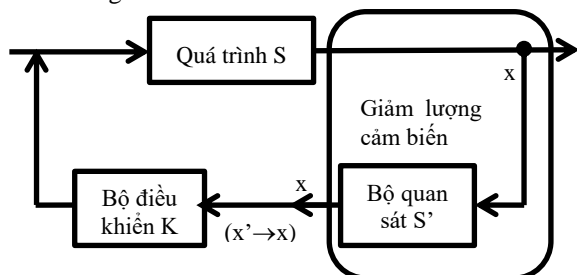 Quá trình S
x
Giảm lượng
cảm biến
Bộ điều
khiển K
x
(x’→x)
Bộ quan
sát S’